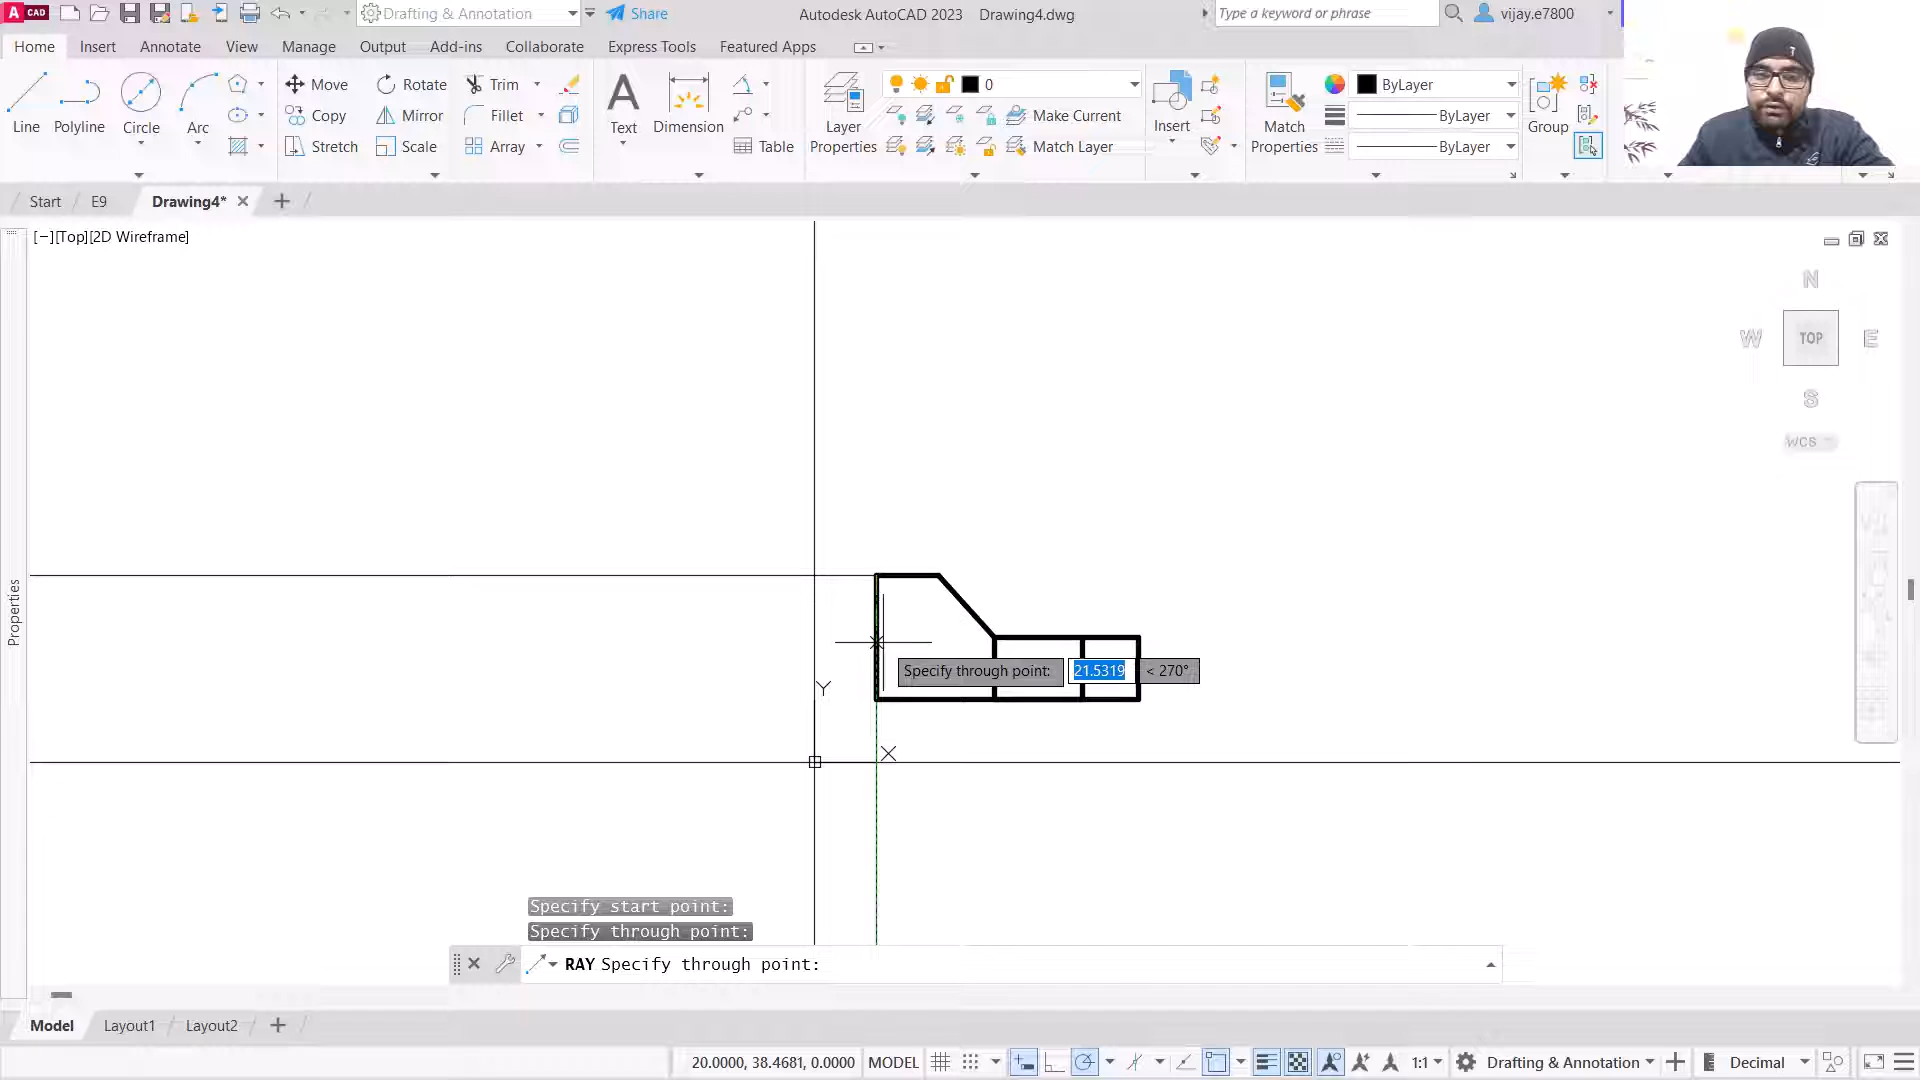 A CAD
Drafting & Annotation
Share
Autodesk AutoCAD 2023 Drawing4.dwg
Type a keyword or phrase
vijay.e7800
Home Insert Annotate View Manage Output Add-ins Collaborate Express Tools Featured Apps
Line Polyline Circle Arc
Move Rotate Trim
Copy Mirror Fillet
Stretch Scale Array
A
Text Dimension
Table
Layer
Properties
0
Make Current
Match Layer
Insert
Match
Properties
ByLayer
ByLayer
ByLayer
Group
Start E9 Drawing4*
[−][Top][2D Wireframe]
N
W TOP E
S
WCS
Properties
Y
X
Specify through point: 21.5319 < 270°
Specify start point:
Specify through point:
RAY Specify through point:
Model Layout1 Layout2
20.0000, 38.4681, 0.0000 MODEL 1:1 Drafting & Annotation Decimal